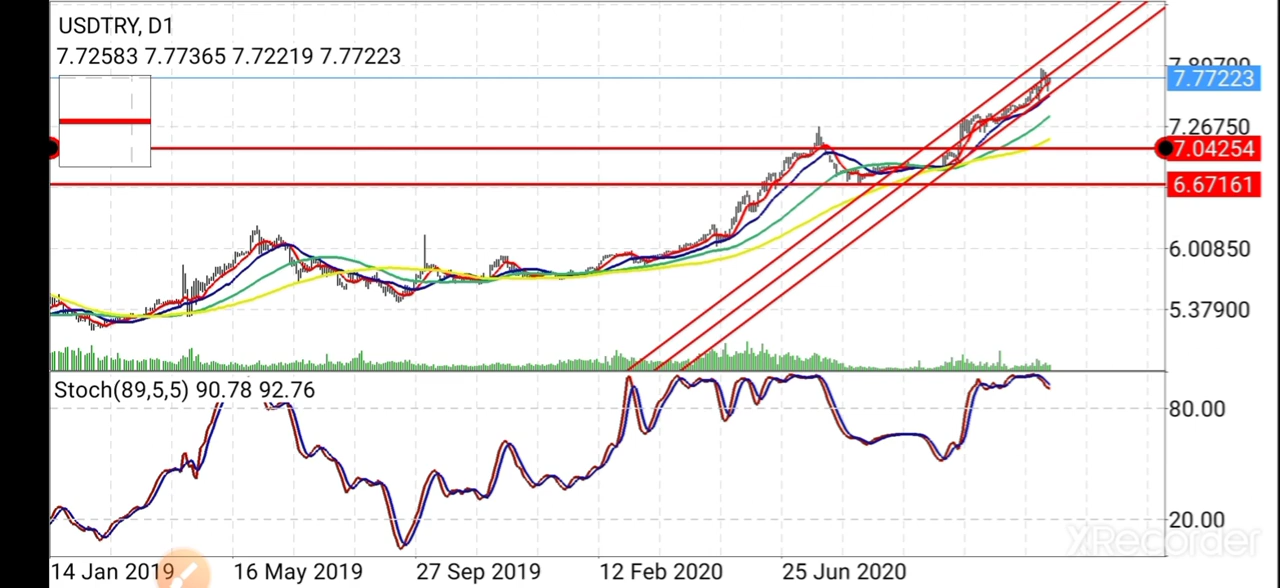 USDTRY, D1
7.72583 7.77365 7.72219 7.77223
7.77223
7.26750
7.04254
6.67161
6.00850
5.37900
Stoch(89,5,5) 90.78 92.76
80.00
20.00
XRecorder
14 Jan 2019 16 May 2019 27 Sep 2019 12 Feb 2020 25 Jun 2020